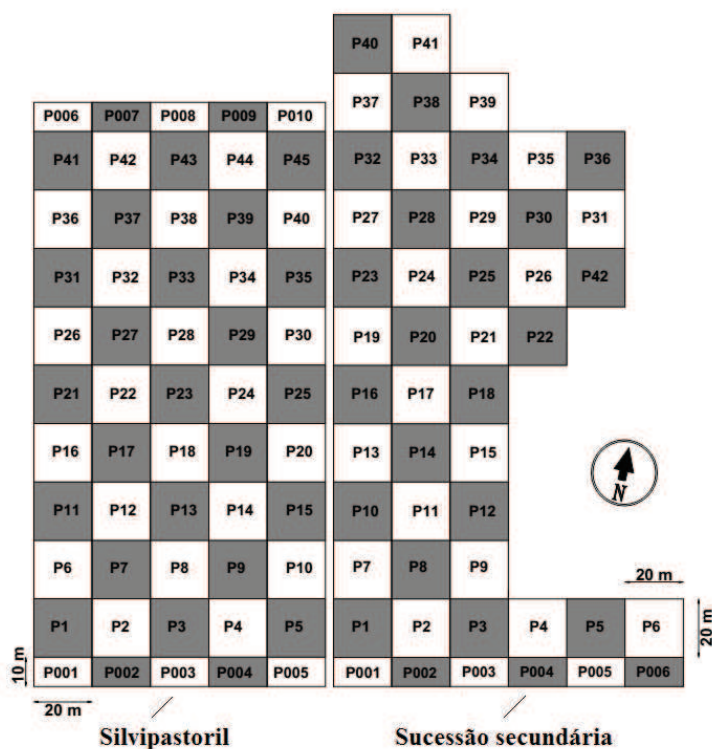 P40 P41
P37 P38 P39
P006 P007 P008 P009 P010
P41 P42 P43 P44 P45
P32 P33 P34 P35 P36
P36 P37 P38 P39 P40
P27 P28 P29 P30 P31
P31 P32 P33 P34 P35
P23 P24 P25 P26 P42
P26 P27 P28 P29 P30
P19 P20 P21 P22
P21 P22 P23 P24 P25
P16 P17 P18
P16 P17 P18 P19 P20
P13 P14 P15
P11 P12 P13 P14 P15
P10 P11 P12
N
P6 P7 P8 P9 P10
P7 P8 P9
20 m
P1 P2 P3 P4 P5
P1 P2 P3 P4 P5 P6
20 m
10 m
P001 P002 P003 P004 P005
P001 P002 P003 P004 P005 P006
20 m
Silvipastoril
Sucessão secundária